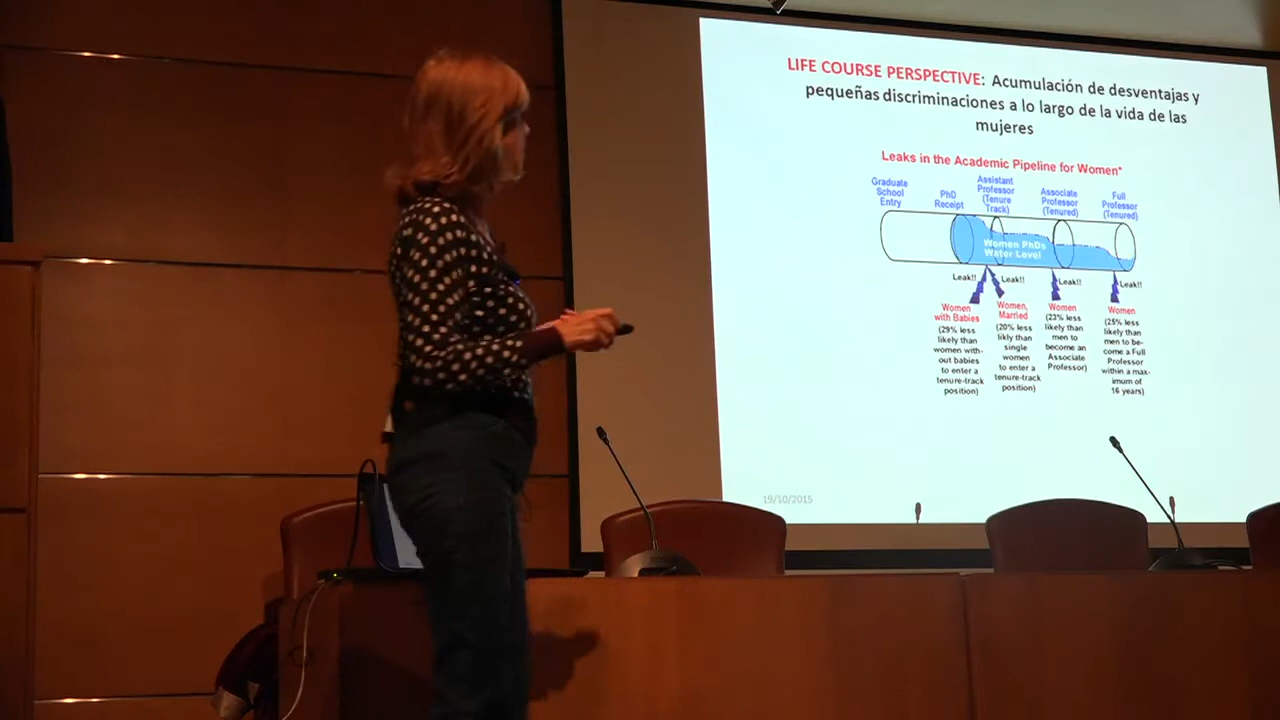 LIFE COURSE PERSPECTIVE: Acumulación de desventajas y
pequeñas discriminaciones a lo largo de la vida de las
mujeres
Leaks in the Academic Pipeline for Women*
Graduate
School
Entry
PhD
Receipt
Assistant
Professor
(Tenure
Track)
Associate
Professor
(Tenured)
Full
Professor
(Tenured)
Women PhDs
Water Level
Leak!!
Leak!!
Leak!!
Leak!!
Women
with Babies
(29% less
likely than
women with-
out babies
to enter a
tenure-track
position)
Women,
Married
(20% less
likly than
single
women
to enter a
tenure-track
position)
Women
(23% less
likely than
men to
become an
Associate
Professor)
Women
(25% less
likely than
men to be-
come a Full
Professor
within a max-
imum of
16 years)
19/10/2015